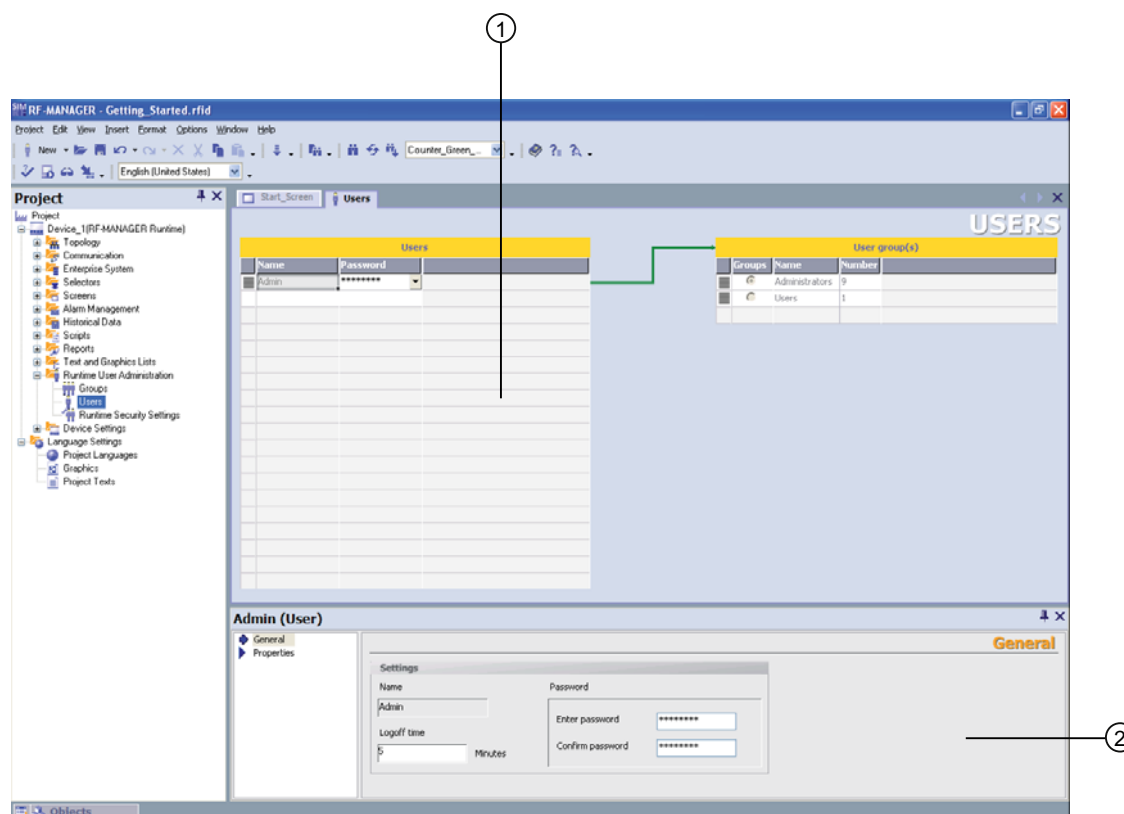 1
RF-MANAGER - Getting_Started.rfid
Project Edit View Insert Format Options Window Help
New Counter_Green_...
English (United States)
Project
Start_Screen Users
Project
Device_1(RF-MANAGER Runtime)
Topology
Communication
Enterprise System
Selectors
Screens
Alarm Management
Historical Data
Scripts
Reports
Text and Graphics Lists
Runtime User Administration
Groups
Users
Runtime Security Settings
Device Settings
Language Settings
Project Languages
Graphics
Project Texts
USERS
Users
Name Password
Admin ********
User group(s)
Groups Name Number
Administrators 9
Users 1
Admin (User)
General
Properties
General
Settings
Name
Admin
Logoff time
5 Minutes
Password
Enter password ********
Confirm password ********
2
Objects